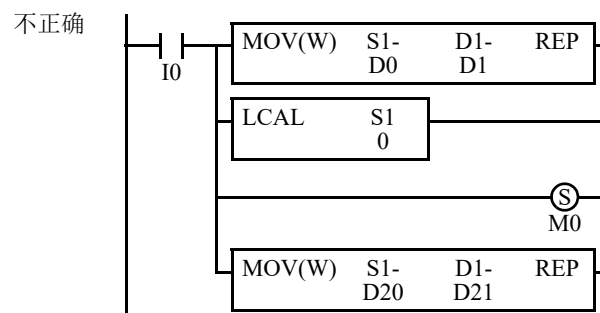 不正确
MOV(W) S1- D1- REP
D0 D1
I0
LCAL S1
0
S
M0
MOV(W) S1- D1- REP
D20 D21